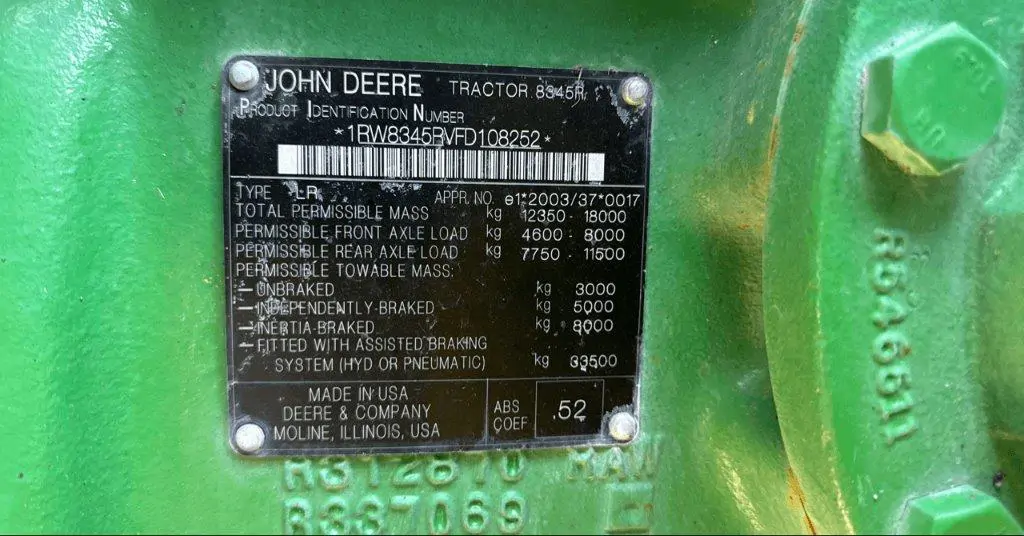 JOHN DEERE TRACTOR 8345R
PRODUCT IDENTIFICATION NUMBER
*1RW8345RVFD108252*
TYPE LR APPR. NO. e1*2003/37*0017
TOTAL PERMISSIBLE MASS kg 12350 - 18000
PERMISSIBLE FRONT AXLE LOAD kg 4600 - 8000
PERMISSIBLE REAR AXLE LOAD kg 7750 - 11500
PERMISSIBLE TOWABLE MASS:
- UNBRAKED kg 3000
- INDEPENDENTLY-BRAKED kg 5000
- INERTIA-BRAKED kg 8000
- FITTED WITH ASSISTED BRAKING
SYSTEM (HYD OR PNEUMATIC) kg 33500
MADE IN USA
DEERE & COMPANY
MOLINE, ILLINOIS, USA
ABS
COEF
.52
R312810 RAW
R337069